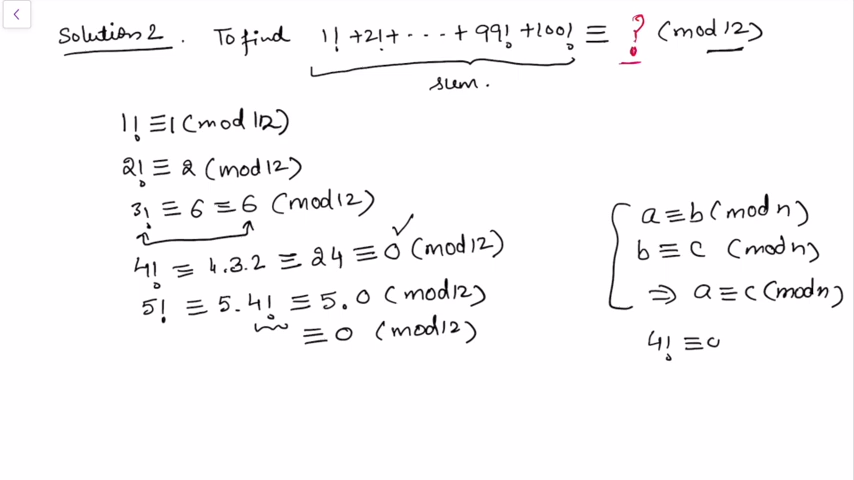 Solution 2. To find 1! + 2! + ... + 99! + 100! ≡ ? (mod 12)
sum.
1! ≡ 1 (mod 12)
2! ≡ 2 (mod 12)
3! ≡ 6 ≡ 6 (mod 12)
4! ≡ 4.3.2 ≡ 24 ≡ 0 (mod 12)
5! ≡ 5.4! ≡ 5.0 (mod 12)
≡ 0 (mod 12)
a ≡ b (mod n)
b ≡ c (mod n)
⇒ a ≡ c (mod n)
4! ≡ 0